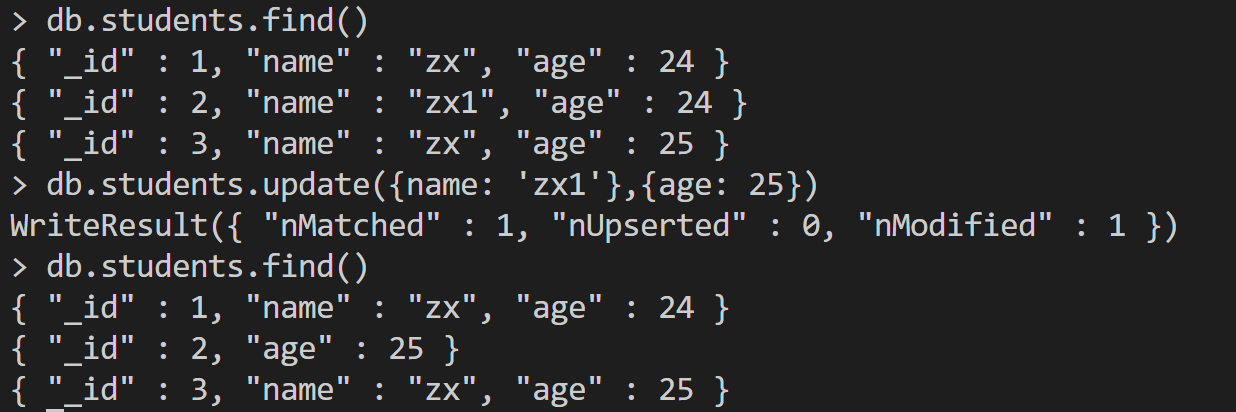 > db.students.find()
{ "_id" : 1, "name" : "zx", "age" : 24 }
{ "_id" : 2, "name" : "zx1", "age" : 24 }
{ "_id" : 3, "name" : "zx", "age" : 25 }
> db.students.update({name: 'zx1'},{age: 25})
WriteResult({ "nMatched" : 1, "nUpserted" : 0, "nModified" : 1 })
> db.students.find()
{ "_id" : 1, "name" : "zx", "age" : 24 }
{ "_id" : 2, "age" : 25 }
{ "_id" : 3, "name" : "zx", "age" : 25 }